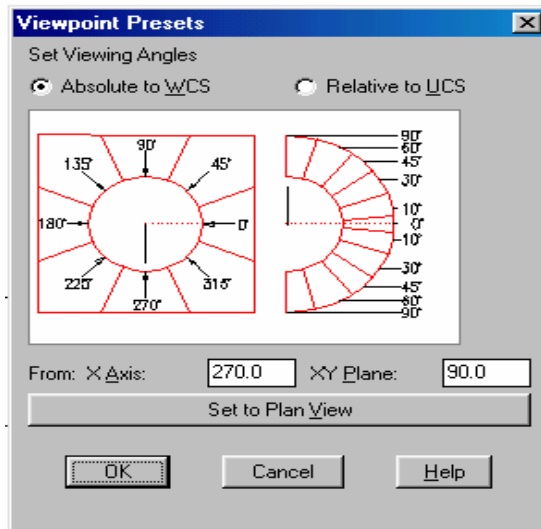 Viewpoint Presets
Set Viewing Angles
Absolute to WCS
Relative to UCS
90°
135°
45°
180°
0°
225°
315°
270°
90°
60°
45°
30°
10°
0°
-10°
-30°
-45°
-60°
-90°
From: X Axis:
270.0
XY Plane:
90.0
Set to Plan View
OK
Cancel
Help